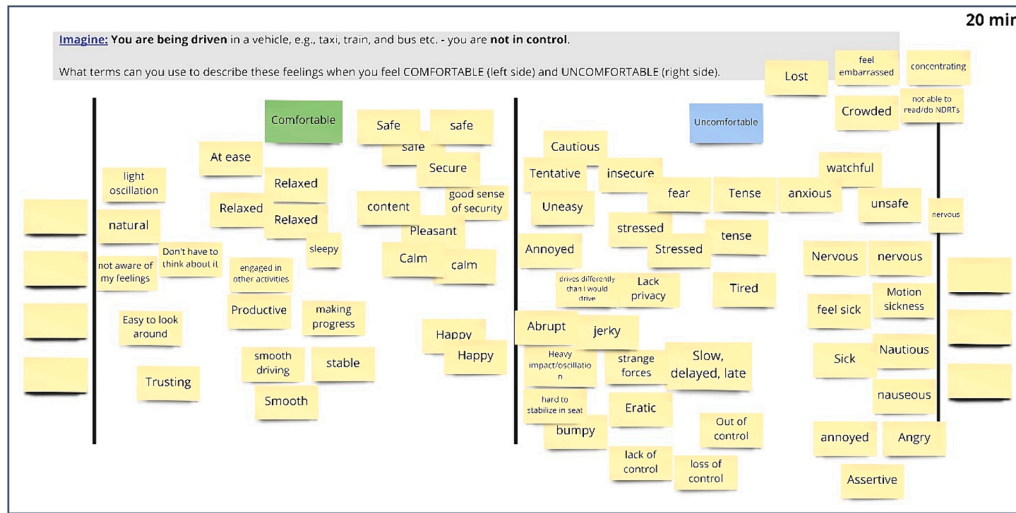 20 min
Imagine: You are being driven in a vehicle, e.g., taxi, train, and bus etc. - you are not in control.
What terms can you use to describe these feelings when you feel COMFORTABLE (left side) and UNCOMFORTABLE (right side).
Comfortable
Safe
safe
safe
Secure
At ease
light
oscillation
Relaxed
Relaxed
Relaxed
content
good sense
of security
natural
Pleasant
sleepy
Don't have to
think about it
not aware of
my feelings
engaged in
other activities
Calm
calm
Productive
making
progress
Easy to look
around
Happy
Happy
smooth
driving
stable
Trusting
Smooth
Uncomfortable
Lost
feel
embarrassed
concentrating
Crowded
not able to
read/do NDRTs
Cautious
Tentative
insecure
fear
Tense
anxious
watchful
unsafe
nervous
Uneasy
stressed
Stressed
tense
Annoyed
Nervous
nervous
drives differently
than I would
drive
Lack
privacy
Tired
feel sick
Motion
sickness
Abrupt
jerky
Heavy
impact/oscillatio
n
strange
forces
Slow,
delayed, late
Sick
Nautious
nauseous
hard to
stabilize in seat
bumpy
Eratic
Out of
control
annoyed
Angry
lack of
control
loss of
control
Assertive